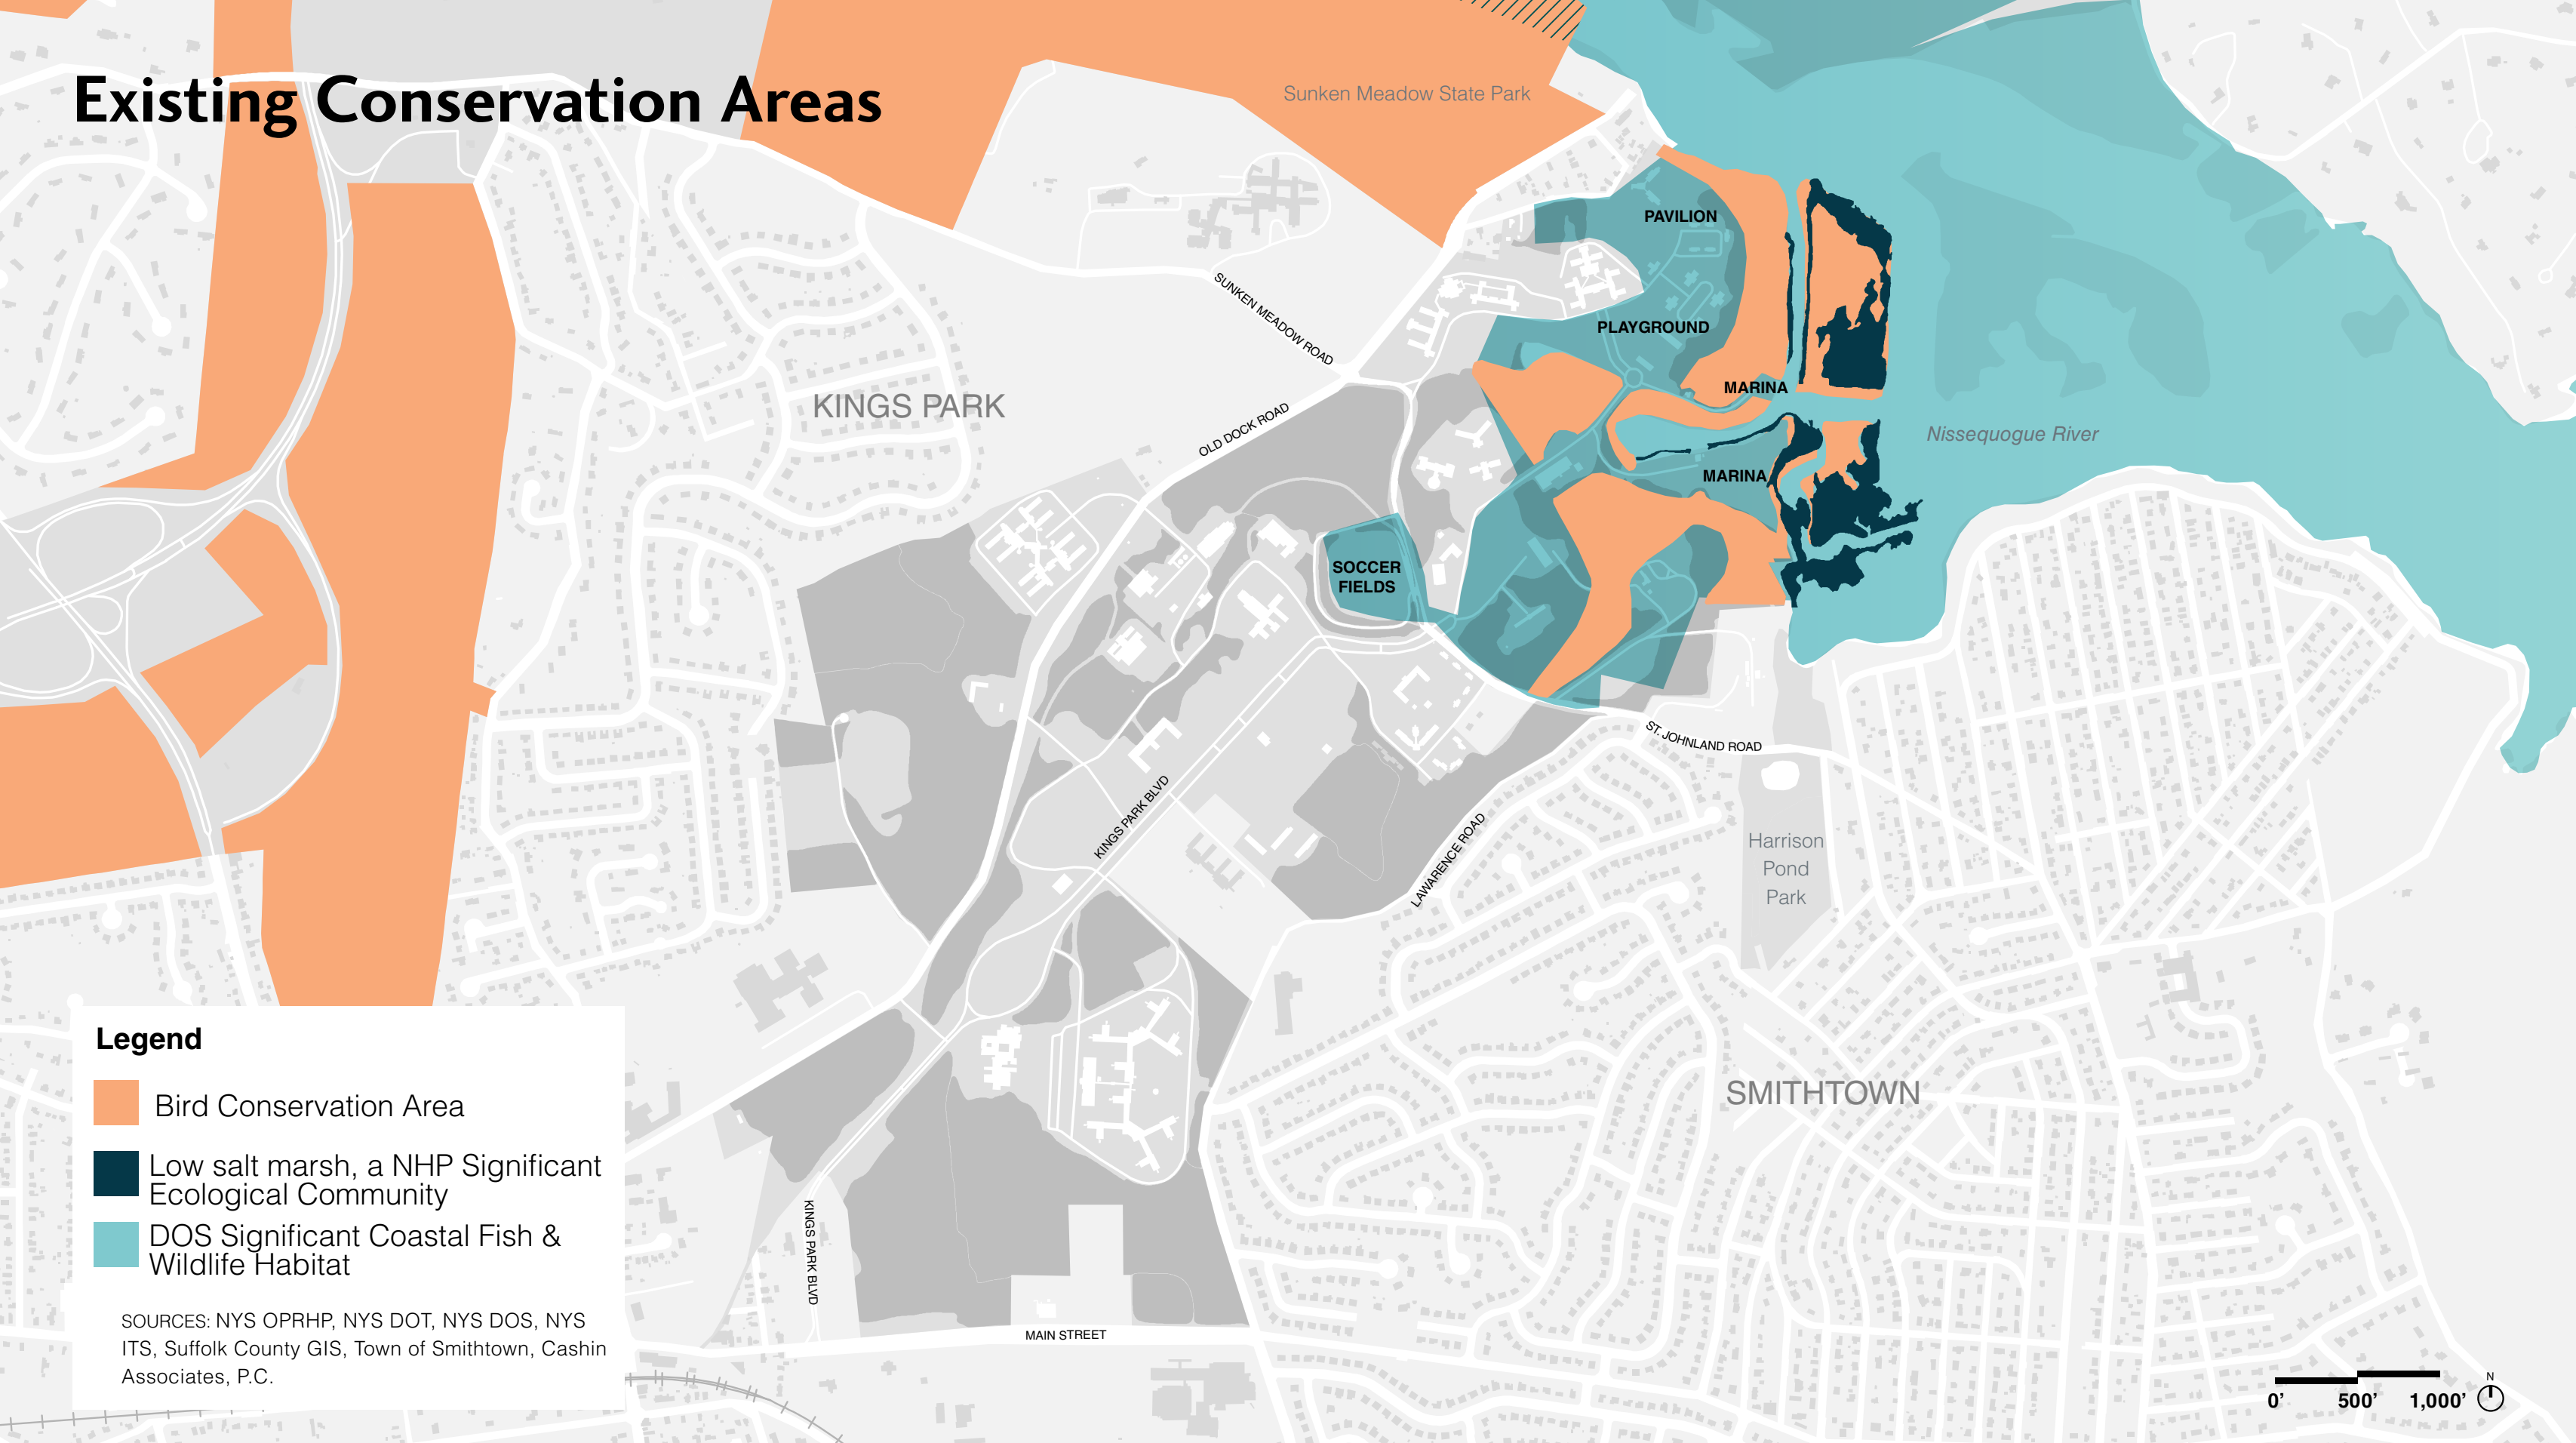 Existing Conservation Areas
Sunken Meadow State Park
PAVILION
SUNKEN MEADOW ROAD
PLAYGROUND
MARINA
KINGS PARK
OLD DOCK ROAD
Nissequogue River
MARINA
SOCCER
FIELDS
ST. JOHNLAND ROAD
KINGS PARK BLVD
LAWARENCE ROAD
Harrison
Pond
Park
SMITHTOWN
KINGS PARK BLVD
MAIN STREET
Legend
Bird Conservation Area
Low salt marsh, a NHP Significant
Ecological Community
DOS Significant Coastal Fish &
Wildlife Habitat
SOURCES: NYS OPRHP, NYS DOT, NYS DOS, NYS
ITS, Suffolk County GIS, Town of Smithtown, Cashin
Associates, P.C.
N
0' 500' 1,000'